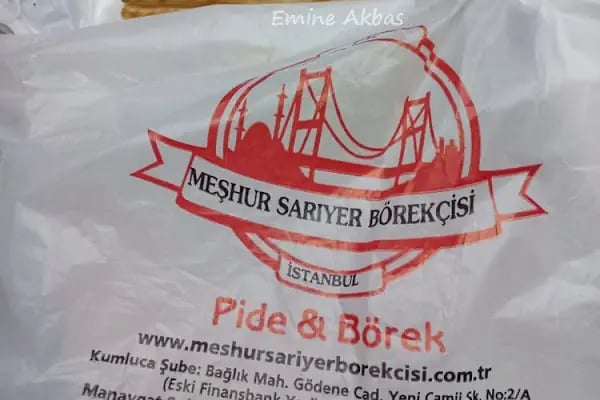 Emine Akbas
MEŞHUR SARIYER BÖREKÇİSİ
İSTANBUL
Pide & Börek
www.meshursariyerborekcisi.com.tr
Kumluca Şube: Bağlık Mah. Gödene Cad. Yeni Camii Sk. No:2/A
(Eski Finansbank
Manavgat